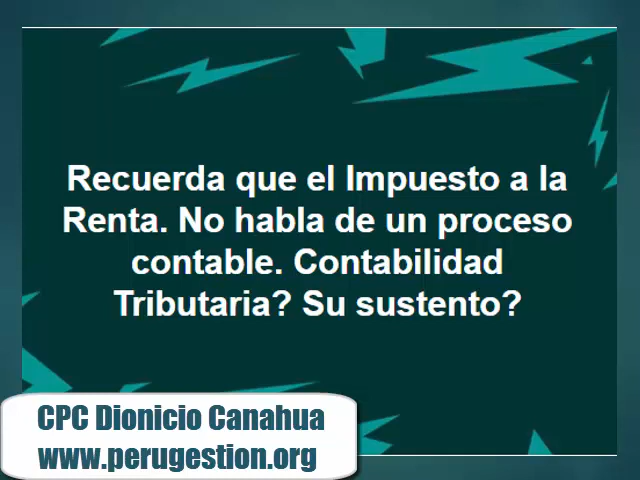 Recuerda que el Impuesto a la
Renta. No habla de un proceso
contable. Contabilidad
Tributaria? Su sustento?
CPC Dionicio Canahua
www.perugestion.org